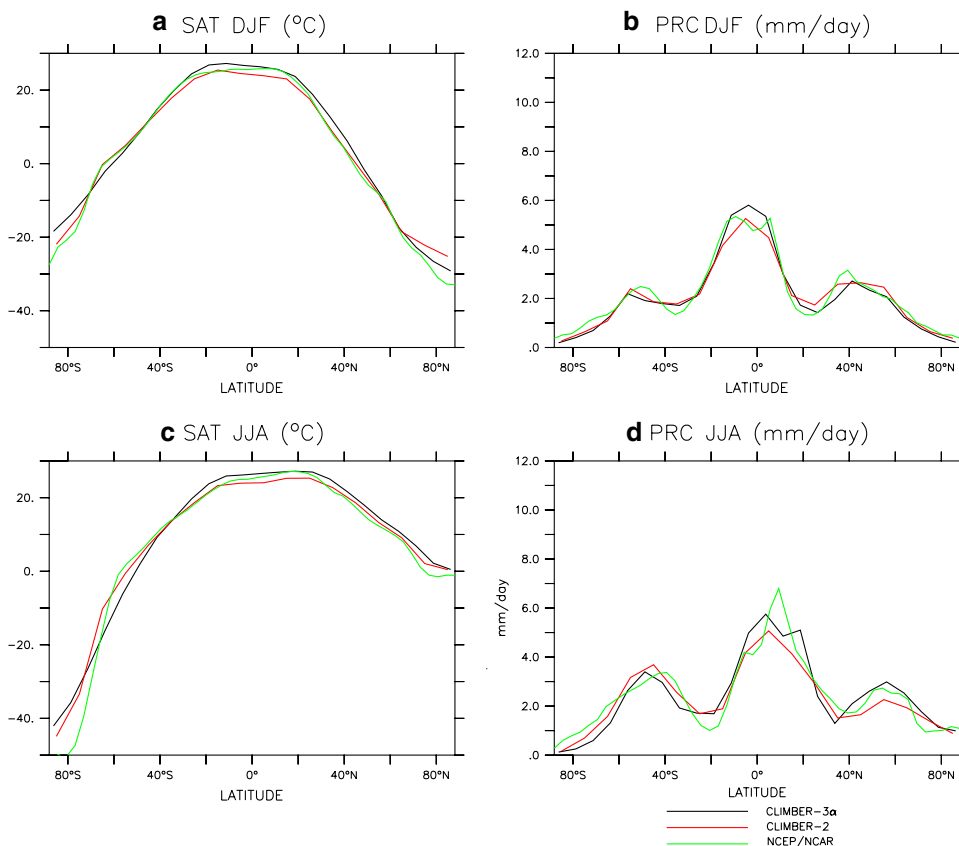 a SAT DJF (°C)
b PRC DJF (mm/day)
20.
0.
-20.
-40.
80°S 40°S 0° 40°N 80°N
LATITUDE
12.0
10.0
8.0
6.0
4.0
2.0
.0
80°S 40°S 0° 40°N 80°N
LATITUDE
c SAT JJA (°C)
d PRC JJA (mm/day)
20.
0.
-20.
-40.
80°S 40°S 0° 40°N 80°N
LATITUDE
mm/day
12.0
10.0
8.0
6.0
4.0
2.0
.0
80°S 40°S 0° 40°N 80°N
LATITUDE
CLIMBER-3α
CLIMBER-2
NCEP/NCAR